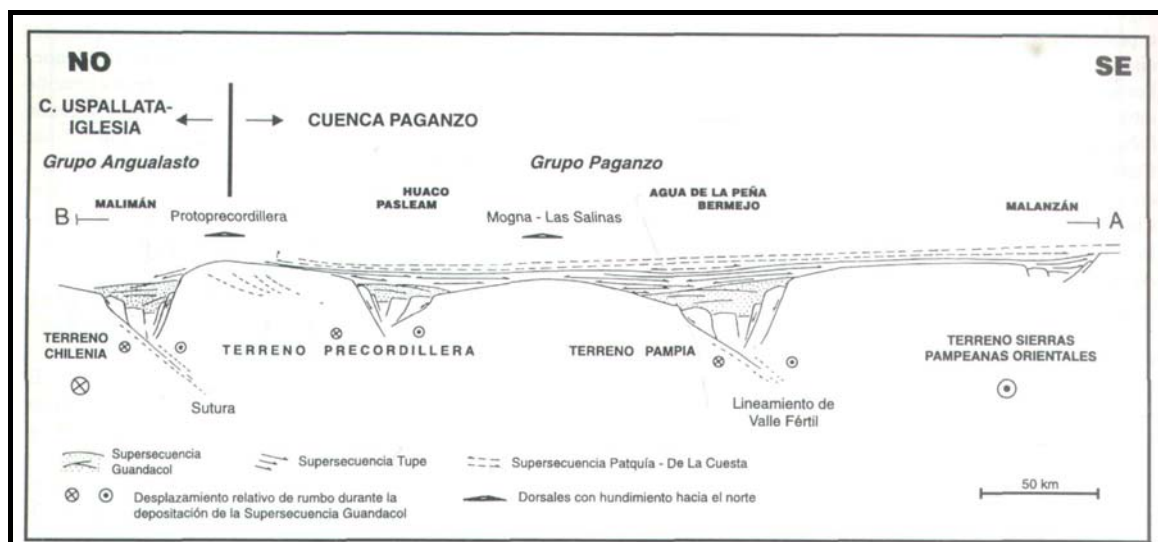 NO
SE
C. USPALLATA-
IGLESIA
CUENCA PAGANZO
Grupo Angualasto
Grupo Paganzo
MALIMÁN
HUACO
PASLEAM
AGUA DE LA PEÑA
BERMEJO
MALANZÁN
B
Protoprecordillera
Mogna - Las Salinas
A
TERRENO
CHILENIA
TERRENO PRECORDILLERA
TERRENO PAMPIA
TERRENO SIERRAS
PAMPEANAS ORIENTALES
Sutura
Lineamiento de
Valle Fértil
Supersecuencia
Guandacol
Supersecuencia Tupe
Supersecuencia Patquía - De La Cuesta
Desplazamiento relativo de rumbo durante la
depositación de la Supersecuencia Guandacol
Dorsales con hundimiento hacia el norte
50 km